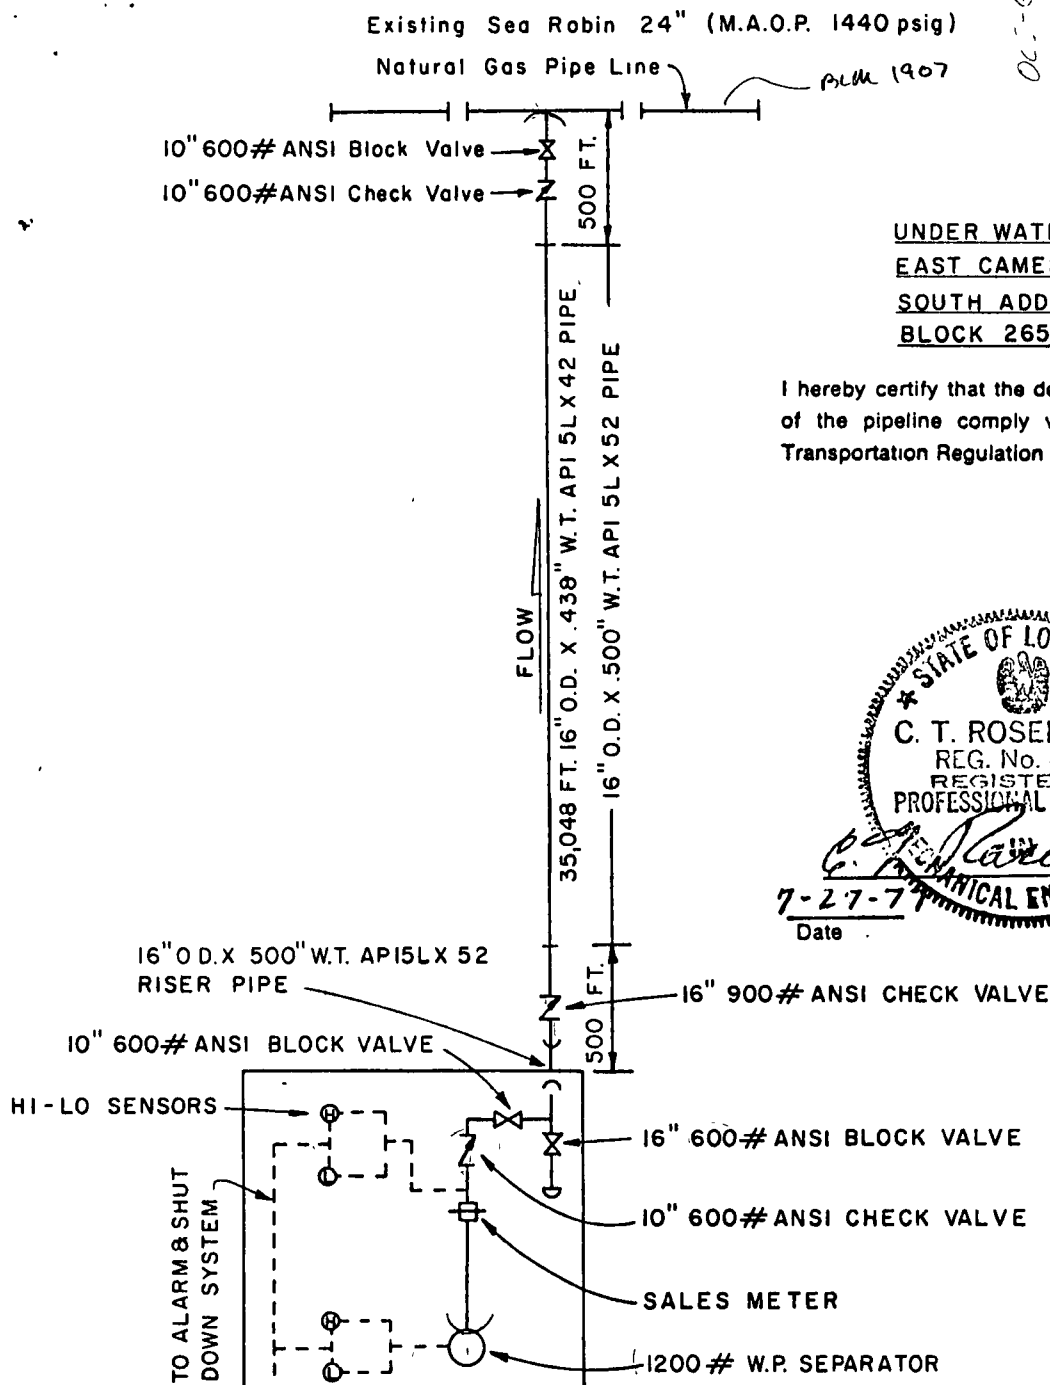 Existing Sea Robin 24" (M.A.O.P. 1440 psig)
Natural Gas Pipe Line
1907
10" 600# ANSI Block Valve
10" 600# ANSI Check Valve
500 FT.
UNDER WAT
EAST CAME
SOUTH ADD
BLOCK 265
I hereby certify that the de
of the pipeline comply
Transportation Regulation
FLOW
35,048 FT. 16" O.D. X .438" W.T. API 5L X 42 PIPE
16" O.D. X .500" W.T. API 5L X 52 PIPE
STATE OF LO
C. T. ROSE
REG. No.
REGISTE
PROFESSIONAL
IN
MECHANICAL EN
7-27-77
Date
16" O D. X 500" W.T. API5LX 52
RISER PIPE
500 FT.
16" 900# ANSI CHECK VALVE
10" 600# ANSI BLOCK VALVE
HI-LO SENSORS
H
L
16" 600# ANSI BLOCK VALVE
10" 600# ANSI CHECK VALVE
TO ALARM & SHUT
DOWN SYSTEM
SALES METER
H
L
1200# W.P. SEPARATOR